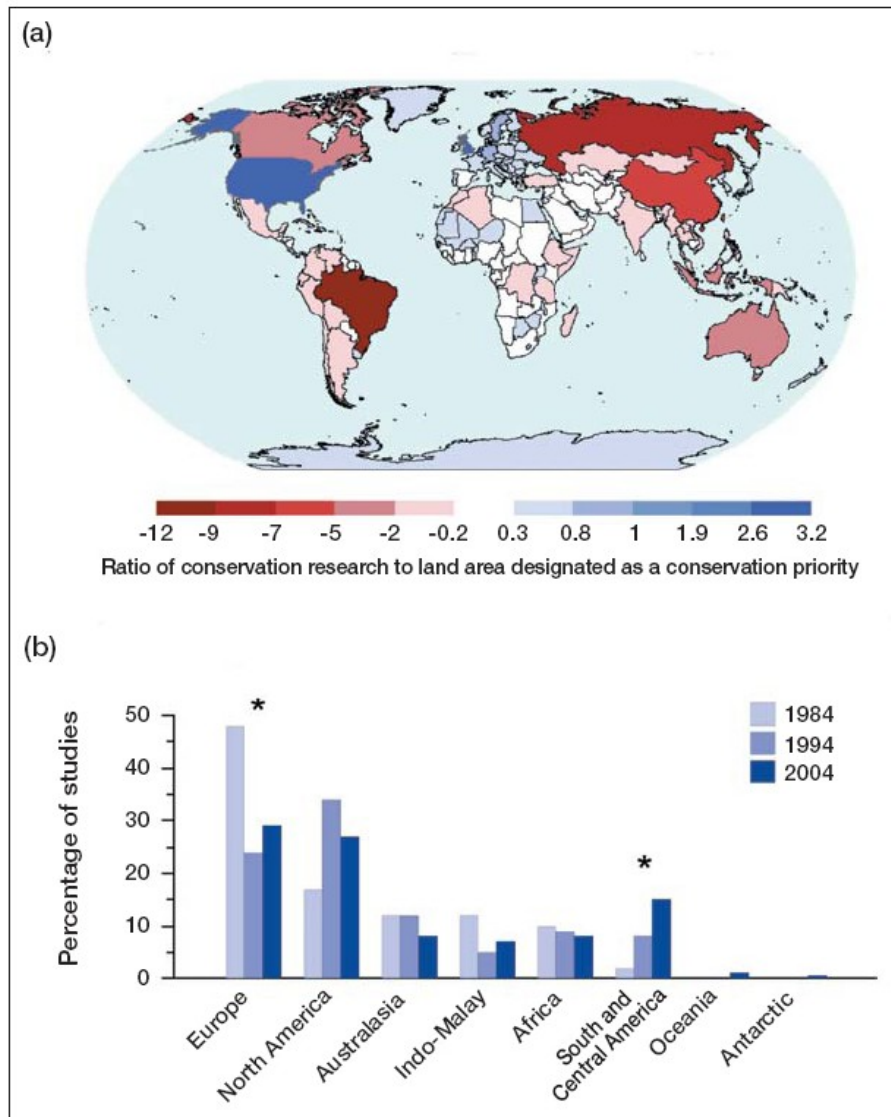 (a)
-12 -9 -7 -5 -2 -0.2 0.3 0.8 1 1.9 2.6 3.2
Ratio of conservation research to land area designated as a conservation priority
(b)
Percentage of studies
50
40
30
20
10
0
*
*
1984
1994
2004
Europe
North America
Australasia
Indo-Malay
Africa
South and
Central America
Oceania
Antarctic